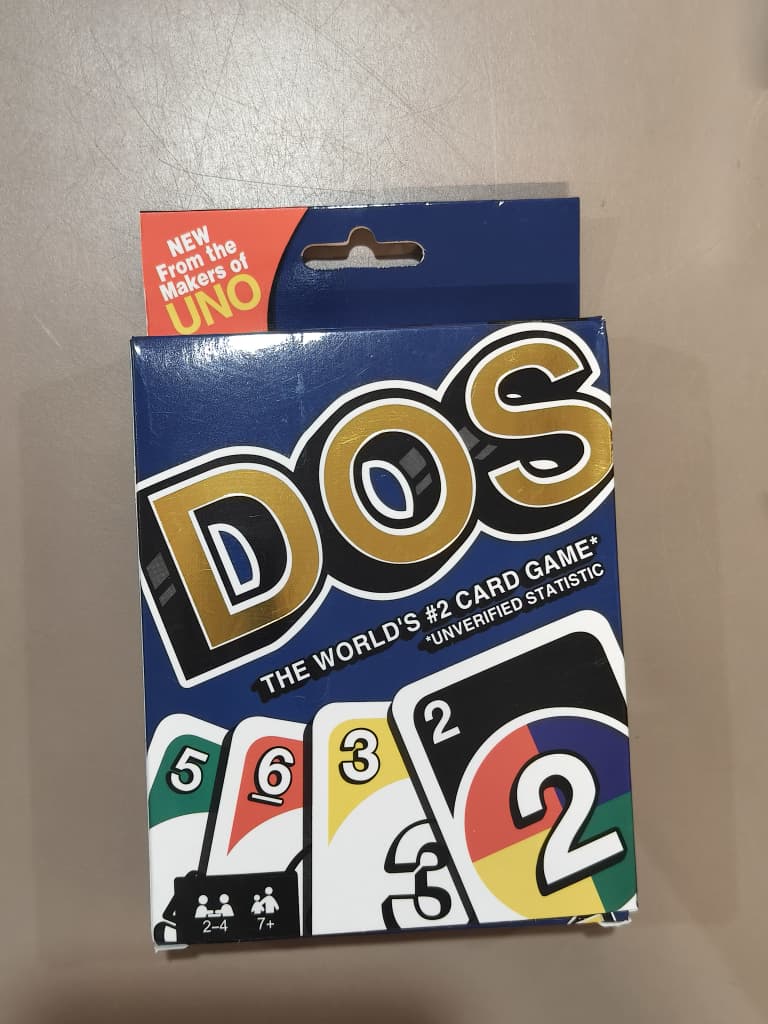 NEW
From the
Makers of
UNO
DOS
THE WORLD'S #2 CARD GAME*
*UNVERIFIED STATISTIC
5
6
3
2
3
2
2–4
7+